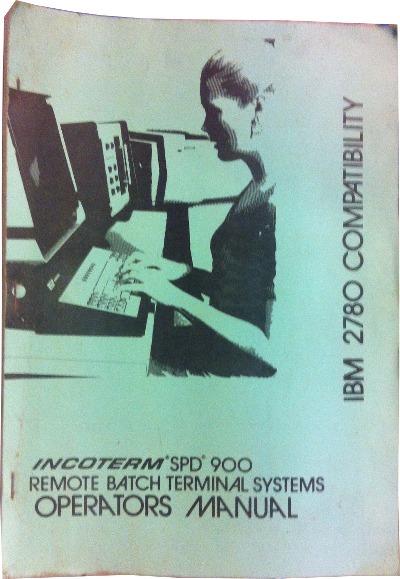 IBM 2780 COMPATIBILITY
INCOTERM® SPD® 900
REMOTE BATCH TERMINAL SYSTEMS
OPERATORS MANUAL